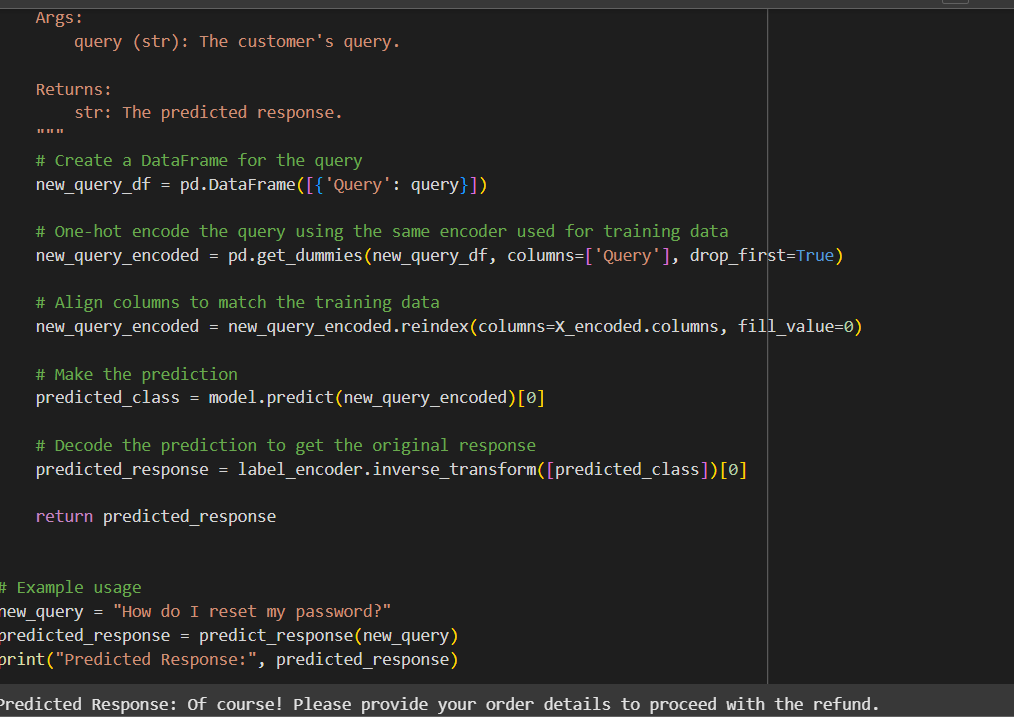 Args:
query (str): The customer's query.
Returns:
str: The predicted response.
"""
# Create a DataFrame for the query
new_query_df = pd.DataFrame([{'Query': query}])
# One-hot encode the query using the same encoder used for training data
new_query_encoded = pd.get_dummies(new_query_df, columns=['Query'], drop_first=True)
# Align columns to match the training data
new_query_encoded = new_query_encoded.reindex(columns=X_encoded.columns, fill_value=0)
# Make the prediction
predicted_class = model.predict(new_query_encoded)[0]
# Decode the prediction to get the original response
predicted_response = label_encoder.inverse_transform([predicted_class])[0]
return predicted_response
# Example usage
new_query = "How do I reset my password?"
predicted_response = predict_response(new_query)
print("Predicted Response:", predicted_response)
Predicted Response: Of course! Please provide your order details to proceed with the refund.